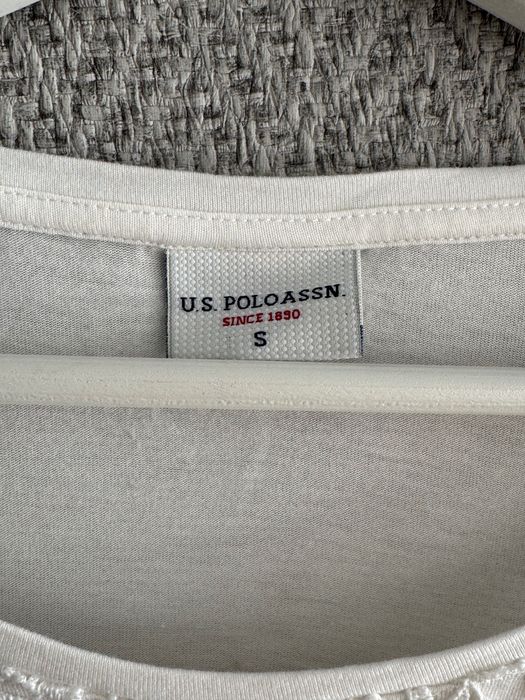 U.S. POLO ASSN.
SINCE 1890
S